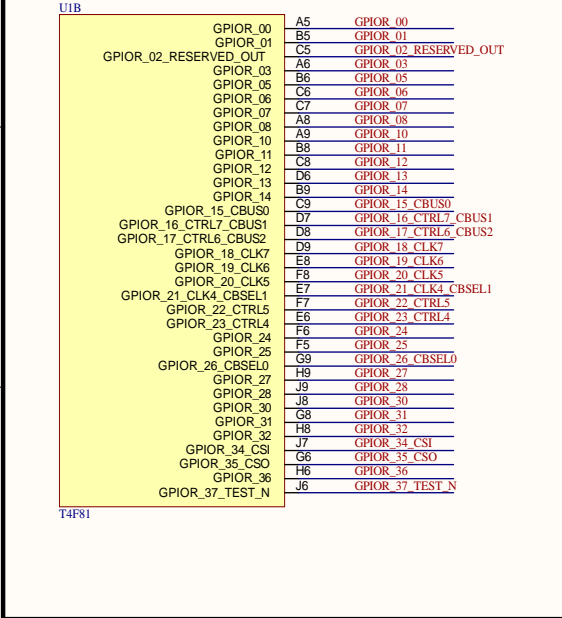 U1B
GPIOR_00 A5 GPIOR_00
GPIOR_01 B5 GPIOR_01
GPIOR_02_RESERVED_OUT C5 GPIOR_02_RESERVED_OUT
GPIOR_03 A6 GPIOR_03
GPIOR_05 B6 GPIOR_05
GPIOR_06 C6 GPIOR_06
GPIOR_07 C7 GPIOR_07
GPIOR_08 A8 GPIOR_08
GPIOR_10 A9 GPIOR_10
GPIOR_11 B8 GPIOR_11
GPIOR_12 C8 GPIOR_12
GPIOR_13 D6 GPIOR_13
GPIOR_14 B9 GPIOR_14
GPIOR_15_CBUS0 C9 GPIOR_15_CBUS0
GPIOR_16_CTRL7_CBUS1 D7 GPIOR_16_CTRL7_CBUS1
GPIOR_17_CTRL6_CBUS2 D8 GPIOR_17_CTRL6_CBUS2
GPIOR_18_CLK7 D9 GPIOR_18_CLK7
GPIOR_19_CLK6 E8 GPIOR_19_CLK6
GPIOR_20_CLK5 F8 GPIOR_20_CLK5
GPIOR_21_CLK4_CBSEL1 E7 GPIOR_21_CLK4_CBSEL1
GPIOR_22_CTRL5 F7 GPIOR_22_CTRL5
GPIOR_23_CTRL4 E6 GPIOR_23_CTRL4
GPIOR_24 F6 GPIOR_24
GPIOR_25 F5 GPIOR_25
GPIOR_26_CBSEL0 G9 GPIOR_26_CBSEL0
GPIOR_27 H9 GPIOR_27
GPIOR_28 J9 GPIOR_28
GPIOR_30 J8 GPIOR_30
GPIOR_31 G8 GPIOR_31
GPIOR_32 H8 GPIOR_32
GPIOR_34_CSI J7 GPIOR_34_CSI
GPIOR_35_CSO G6 GPIOR_35_CSO
GPIOR_36 H6 GPIOR_36
GPIOR_37_TEST_N J6 GPIOR_37_TEST_N
T4F81